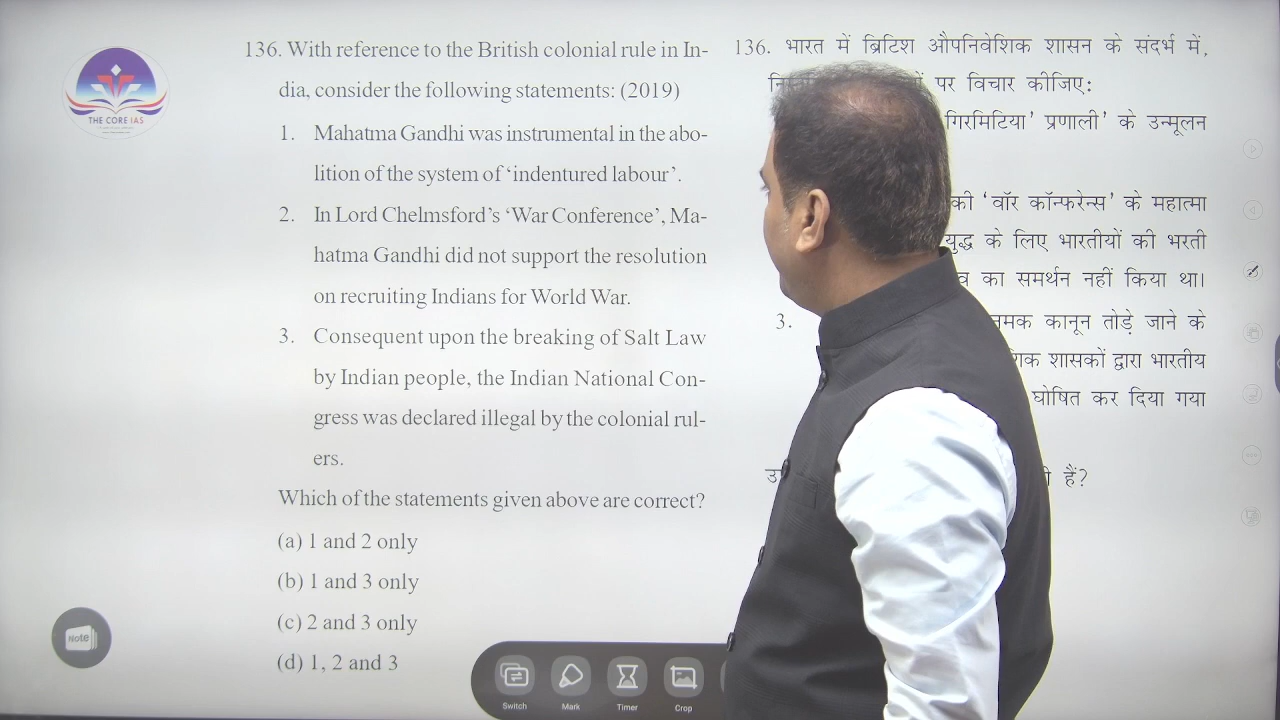 THE CORE IAS
136. With reference to the British colonial rule in In-
dia, consider the following statements: (2019)
1. Mahatma Gandhi was instrumental in the abo-
lition of the system of ‘indentured labour’.
2. In Lord Chelmsford’s ‘War Conference’, Ma-
hatma Gandhi did not support the resolution
on recruiting Indians for World War.
3. Consequent upon the breaking of Salt Law
by Indian people, the Indian National Con-
gress was declared illegal by the colonial rul-
ers.
Which of the statements given above are correct?
(a) 1 and 2 only
(b) 1 and 3 only
(c) 2 and 3 only
(d) 1, 2 and 3
136. भारत में ब्रिटिश औपनिवेशिक शासन के संदर्भ में,
पर विचार कीजिए:
गिरमिटिया’ प्रणाली’ के उन्मूलन
की ‘वॉर कॉन्फरेन्स’ के महात्मा
युद्ध के लिए भारतीयों की भरती
का समर्थन नहीं किया था।
3. नमक कानून तोड़े जाने के
शासकों द्वारा भारतीय
घोषित कर दिया गया
हैं?
Note
Switch
Mark
Timer
Crop